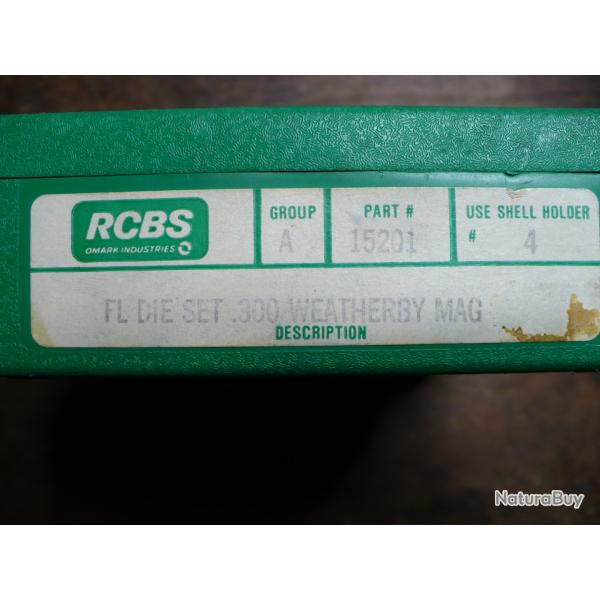 RCBS
OMARK INDUSTRIES
GROUP
A
PART #
15201
USE SHELL HOLDER
# 4
FL DIE SET .300 WEATHERBY MAG
DESCRIPTION
NaturaBuy